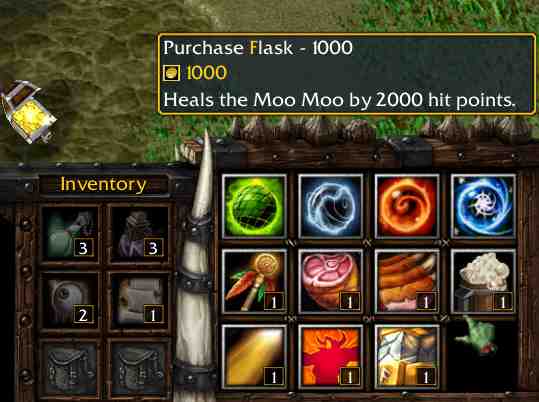 Purchase Flask - 1000
1000
Heals the Moo Moo by 2000 hit points.
Inventory
3 3
2 1
1 1 1 1
1 1 1